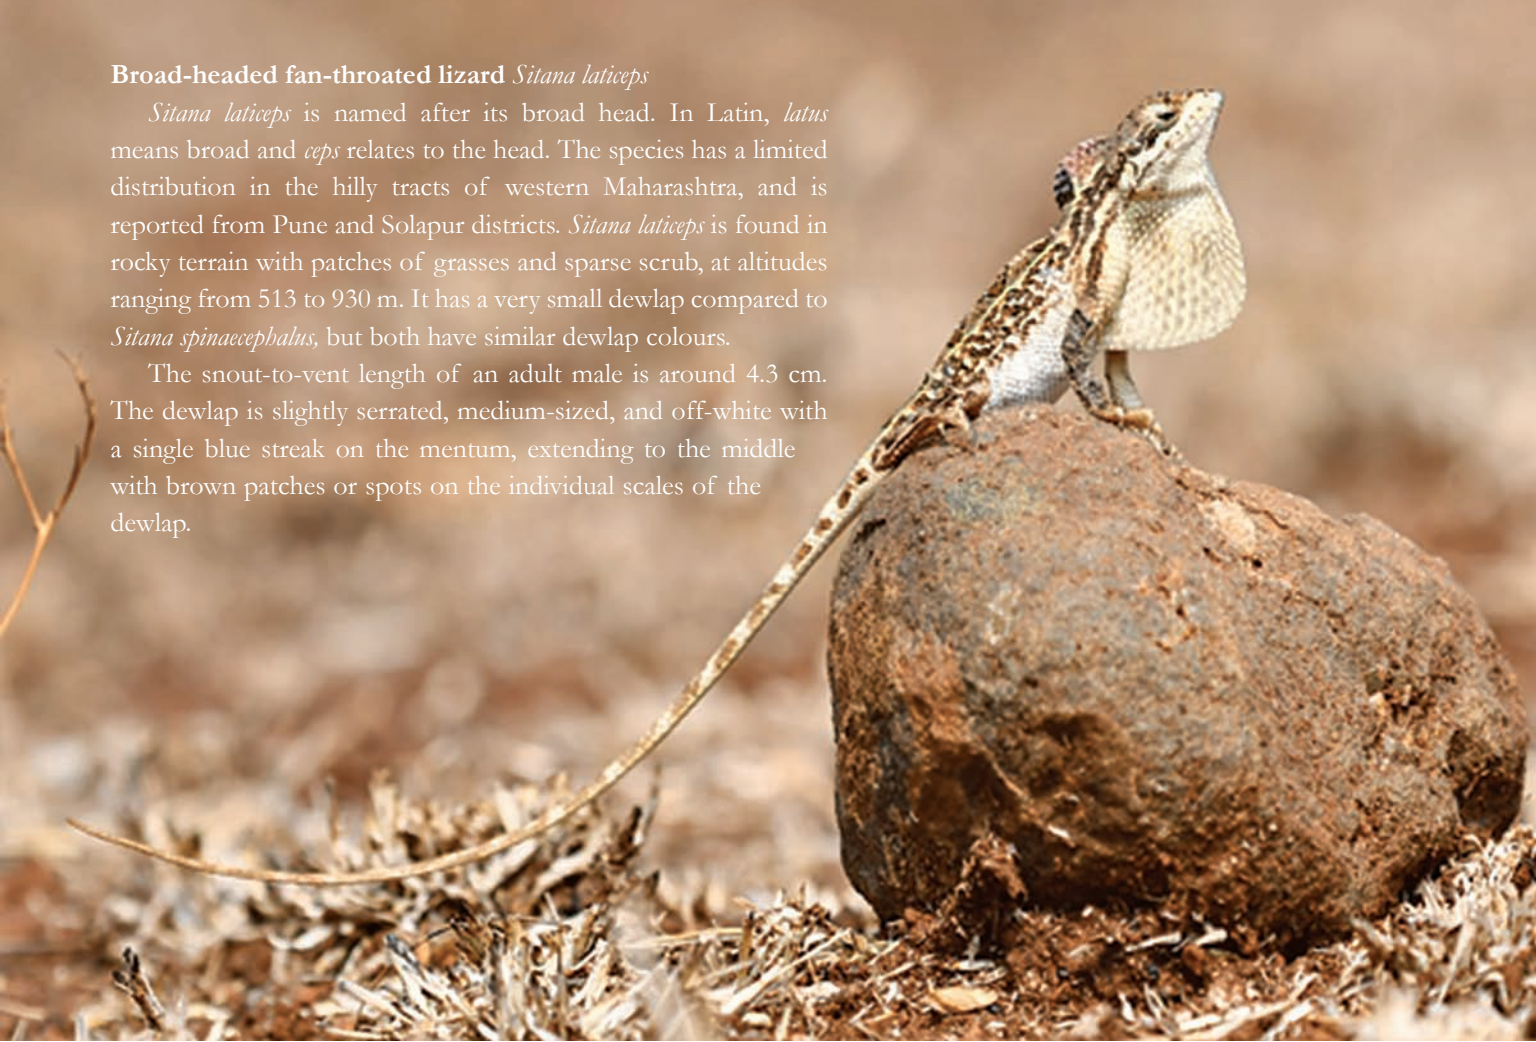 Broad-headed fan-throated lizard Sitana laticeps
Sitana laticeps is named after its broad head. In Latin, latus
means broad and ceps relates to the head. The species has a limited
distribution in the hilly tracts of western Maharashtra, and is
reported from Pune and Solapur districts. Sitana laticeps is found in
rocky terrain with patches of grasses and sparse scrub, at altitudes
ranging from 513 to 930 m. It has a very small dewlap compared to
Sitana spinaecephalus, but both have similar dewlap colours.
The snout-to-vent length of an adult male is around 4.3 cm.
The dewlap is slightly serrated, medium-sized, and off-white with
a single blue streak on the mentum, extending to the middle
with brown patches or spots on the individual scales of the
dewlap.